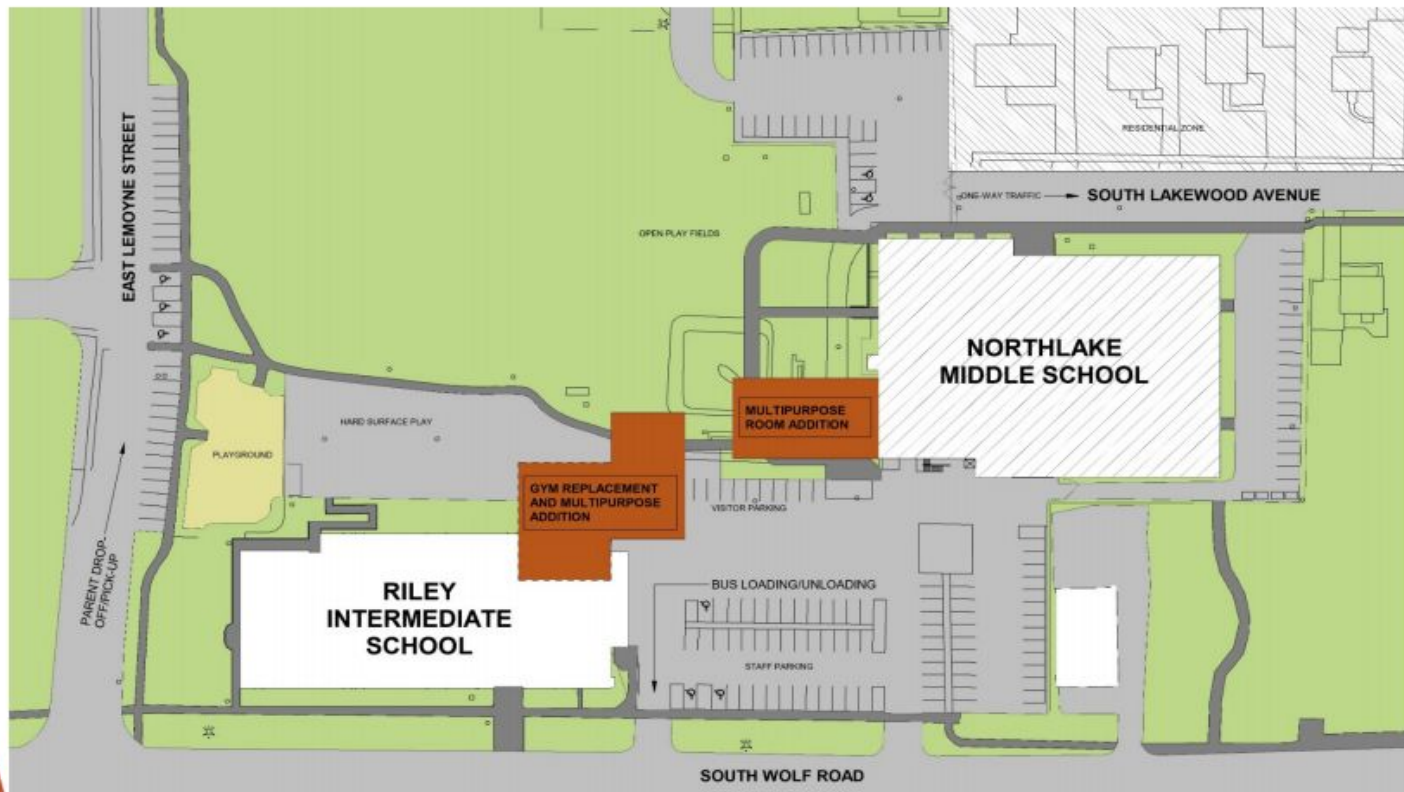 EAST LEMOYNE STREET
RESIDENTIAL ZONE
ONE-WAY TRAFFIC
SOUTH LAKEWOOD AVENUE
OPEN PLAY FIELDS
NORTHLAKE
MIDDLE SCHOOL
MULTIPURPOSE
ROOM ADDITION
HARD SURFACE PLAY
PLAYGROUND
GYM REPLACEMENT
AND MULTIPURPOSE
ADDITION
VISITOR PARKING
PARENT DROP-
OFF/PICK-UP
RILEY
INTERMEDIATE
SCHOOL
BUS LOADING/UNLOADING
STAFF PARKING
SOUTH WOLF ROAD